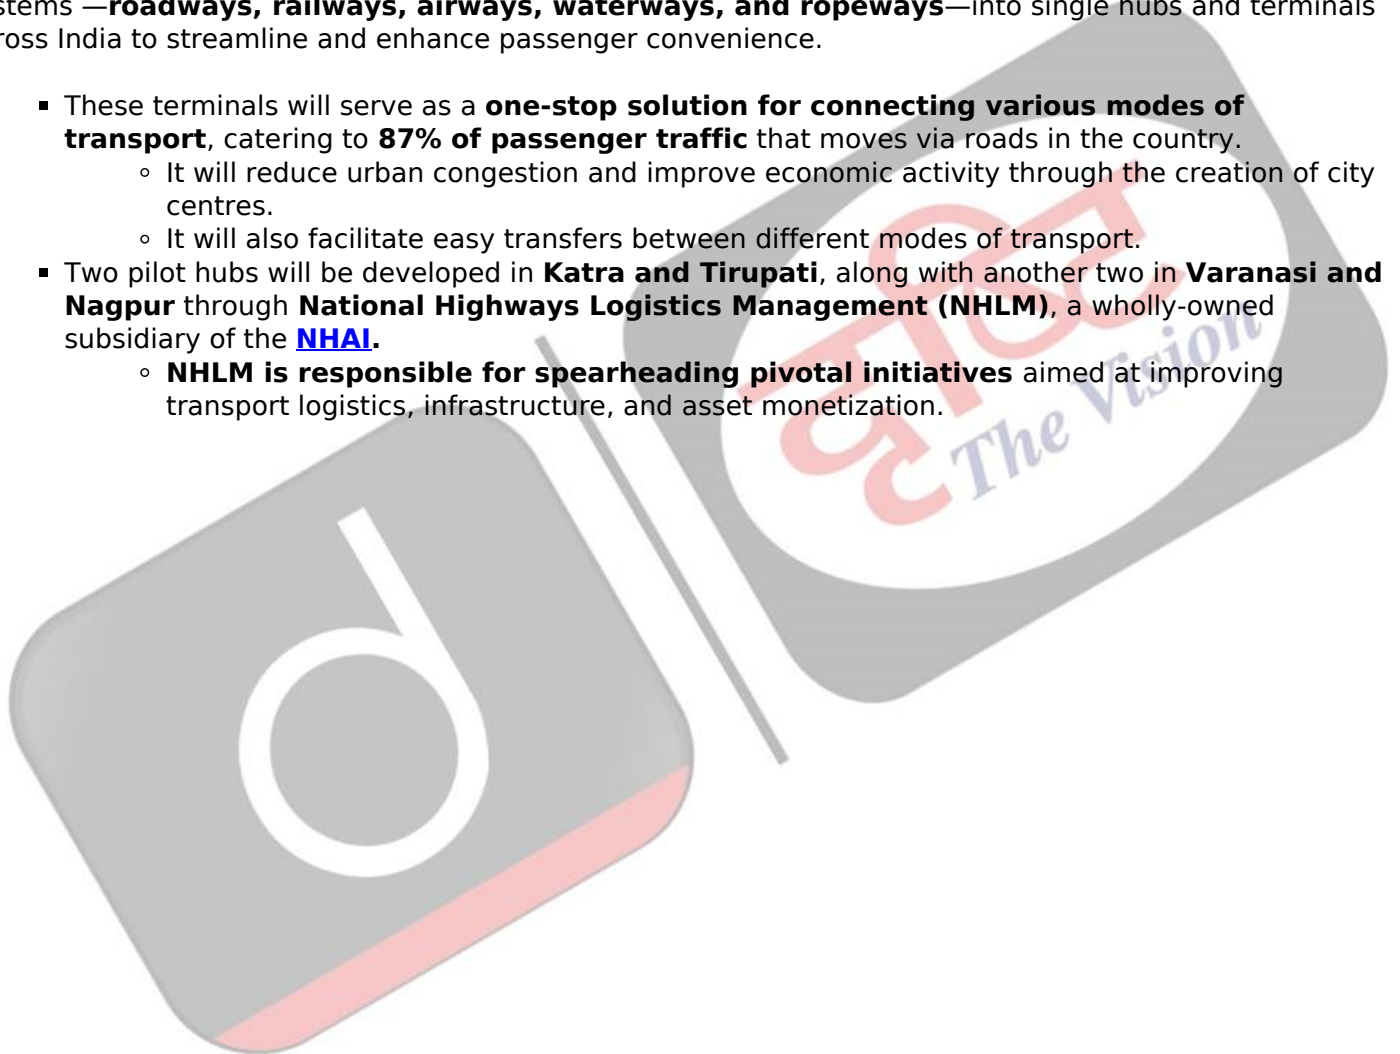 stems —roadways, railways, airways, waterways, and ropeways—into single hubs and terminals
ross India to streamline and enhance passenger convenience.
▪ These terminals will serve as a one-stop solution for connecting various modes of
transport, catering to 87% of passenger traffic that moves via roads in the country.
◦ It will reduce urban congestion and improve economic activity through the creation of city
centres.
◦ It will also facilitate easy transfers between different modes of transport.
▪ Two pilot hubs will be developed in Katra and Tirupati, along with another two in Varanasi and
Nagpur through National Highways Logistics Management (NHLM), a wholly-owned
subsidiary of the NHAI.
◦ NHLM is responsible for spearheading pivotal initiatives aimed at improving
transport logistics, infrastructure, and asset monetization.
दृष्टि
The Vision
d